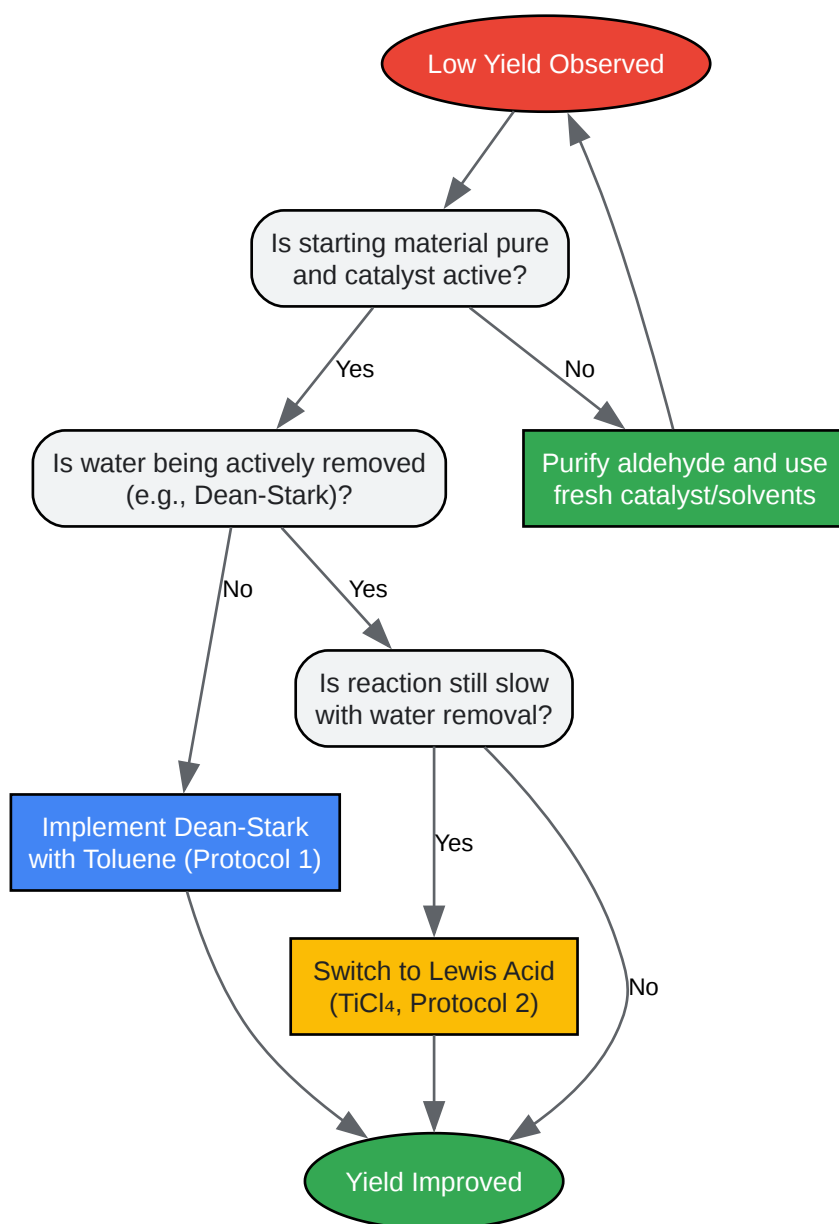 Low Yield Observed
Is starting material pure
and catalyst active?
Yes
No
Is water being actively removed
(e.g., Dean-Stark)?
Purify aldehyde and use
fresh catalyst/solvents
No
Yes
Is reaction still slow
with water removal?
Implement Dean-Stark
with Toluene (Protocol 1)
Yes
Switch to Lewis Acid
(TiCl₄, Protocol 2)
No
Yield Improved